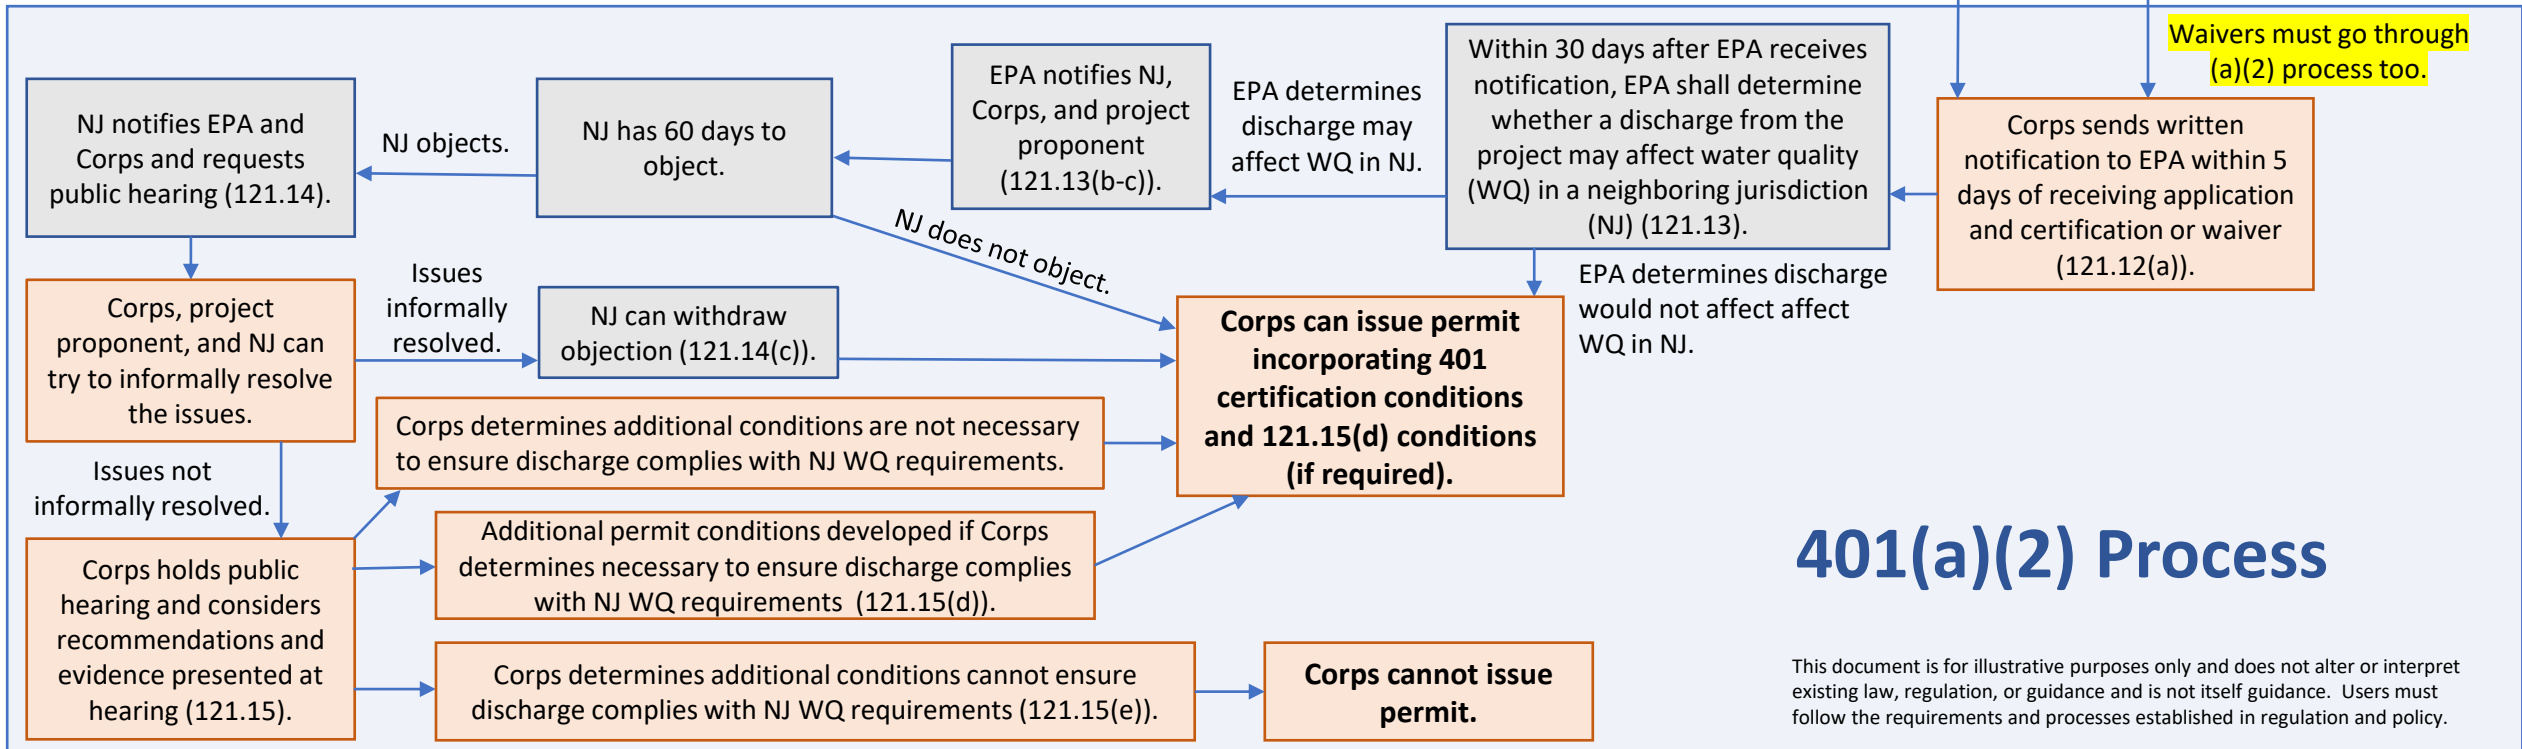 Waivers must go through
(a)(2) process too.
Corps sends written
notification to EPA within 5
days of receiving application
and certification or waiver
(121.12(a)).
Within 30 days after EPA receives
notification, EPA shall determine
whether a discharge from the
project may affect water quality
(WQ) in a neighboring jurisdiction
(NJ) (121.13).
EPA determines
discharge may
affect WQ in NJ.
EPA notifies NJ,
Corps, and project
proponent
(121.13(b-c)).
NJ has 60 days to
object.
NJ objects.
NJ notifies EPA and
Corps and requests
public hearing (121.14).
NJ does not object.
EPA determines discharge
would not affect affect
WQ in NJ.
Corps, project
proponent, and NJ can
try to informally resolve
the issues.
Issues
informally
resolved.
NJ can withdraw
objection (121.14(c)).
Corps can issue permit
incorporating 401
certification conditions
and 121.15(d) conditions
(if required).
Issues not
informally resolved.
Corps holds public
hearing and considers
recommendations and
evidence presented at
hearing (121.15).
Corps determines additional conditions are not necessary
to ensure discharge complies with NJ WQ requirements.
Additional permit conditions developed if Corps
determines necessary to ensure discharge complies
with NJ WQ requirements (121.15(d)).
Corps determines additional conditions cannot ensure
discharge complies with NJ WQ requirements (121.15(e)).
Corps cannot issue
permit.
401(a)(2) Process
This document is for illustrative purposes only and does not alter or interpret
existing law, regulation, or guidance and is not itself guidance. Users must
follow the requirements and processes established in regulation and policy.